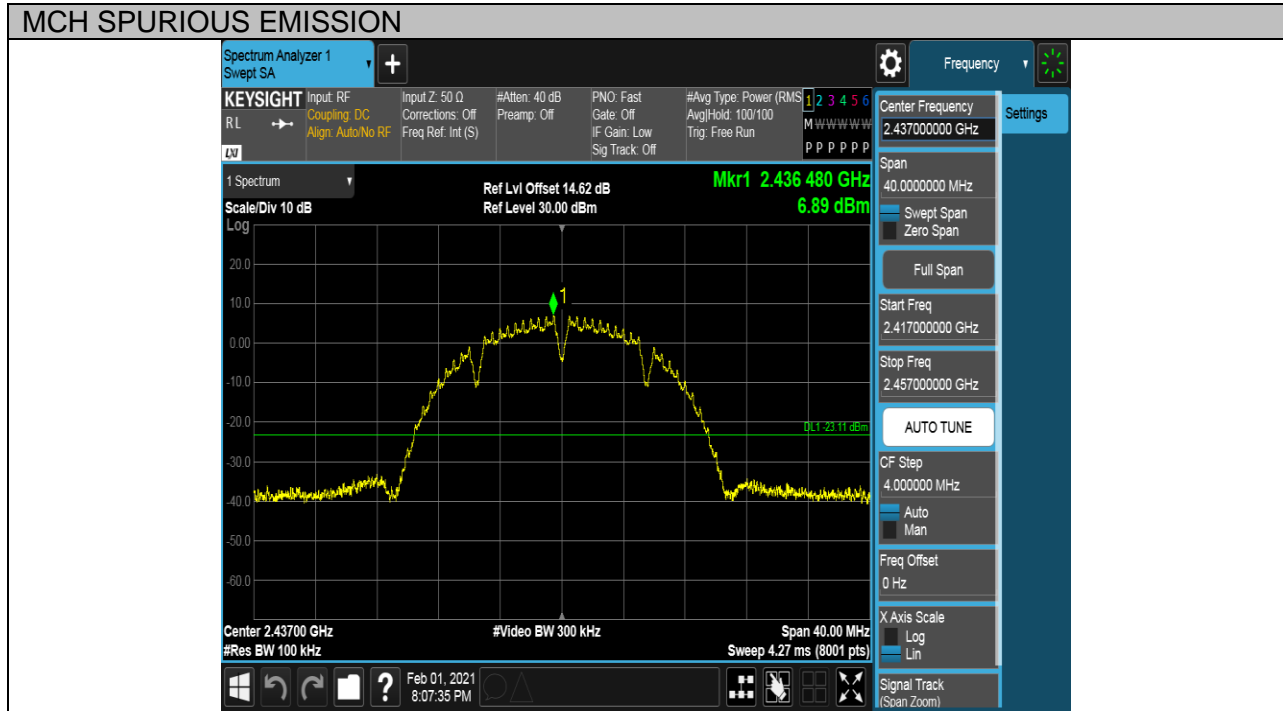 MCH SPURIOUS EMISSION
Spectrum Analyzer 1
Swept SA
+
Frequency
KEYSIGHT
RL
LXI
Input: RF
Coupling: DC
Align: Auto/No RF
Input Z: 50 Ω
Corrections: Off
Freq Ref: Int (S)
#Atten: 40 dB
Preamp: Off
PNO: Fast
Gate: Off
IF Gain: Low
Sig Track: Off
#Avg Type: Power (RMS
Avg|Hold: 100/100
Trig: Free Run
1 2 3 4 5 6
M W W W W W
P P P P P P
1 Spectrum
Scale/Div 10 dB
Log
Ref Lvl Offset 14.62 dB
Ref Level 30.00 dBm
Mkr1 2.436 480 GHz
6.89 dBm
20.0
10.0
0.00
-10.0
-20.0
-30.0
-40.0
-50.0
-60.0
1
DL1 -23.11 dBm
Center 2.43700 GHz
#Res BW 100 kHz
#Video BW 300 kHz
Span 40.00 MHz
Sweep 4.27 ms (8001 pts)
?
Feb 01, 2021
8:07:35 PM
Center Frequency
2.437000000 GHz
Settings
Span
40.0000000 MHz
Swept Span
Zero Span
Full Span
Start Freq
2.417000000 GHz
Stop Freq
2.457000000 GHz
AUTO TUNE
CF Step
4.000000 MHz
Auto
Man
Freq Offset
0 Hz
X Axis Scale
Log
Lin
Signal Track
(Span Zoom)